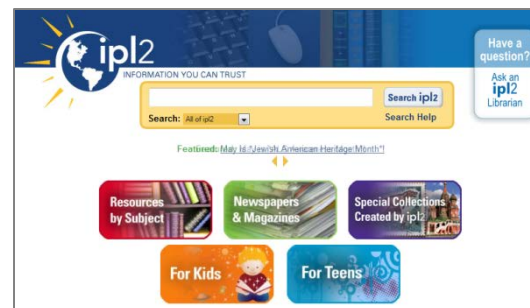 ipl2
INFORMATION YOU CAN TRUST
Have a
question?
Ask an
ipl2
Librarian
Search ipl2
Search: All of ipl2
Search Help
Featured: May is "Jewish American Heritage Month"!
Resources
by Subject
Newspapers
& Magazines
Special Collections
Created by ipl2
For Kids
For Teens